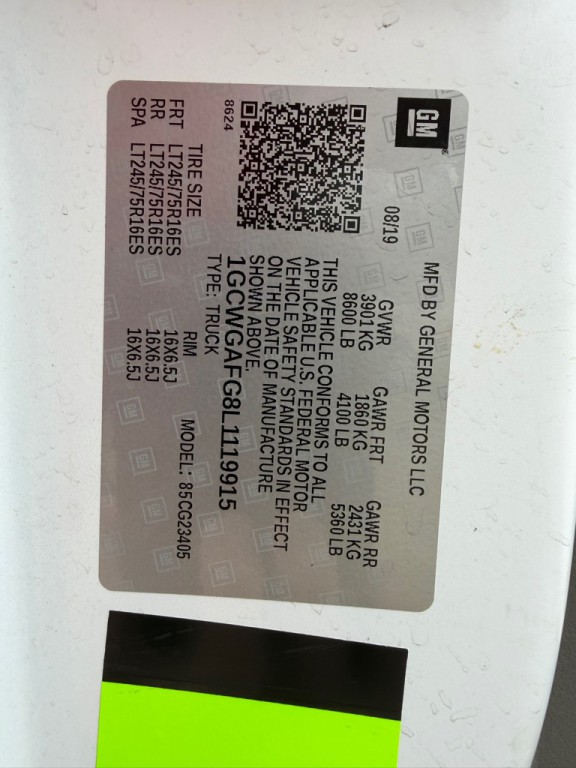 GM
MFD BY GENERAL MOTORS LLC
08/19 GVWR GAWR FRT GAWR RR
3901 KG 1860 KG 2431 KG
8600 LB 4100 LB 5360 LB
THIS VEHICLE CONFORMS TO ALL
APPLICABLE U.S. FEDERAL MOTOR
VEHICLE SAFETY STANDARDS IN EFFECT
ON THE DATE OF MANUFACTURE
SHOWN ABOVE.
1GCWGAFG8L1119915
8624 TYPE: TRUCK MODEL: 85CG23405
TIRE SIZE RIM
FRT LT245/75R16ES 16X6.5J
RR LT245/75R16ES 16X6.5J
SPA LT245/75R16ES 16X6.5J